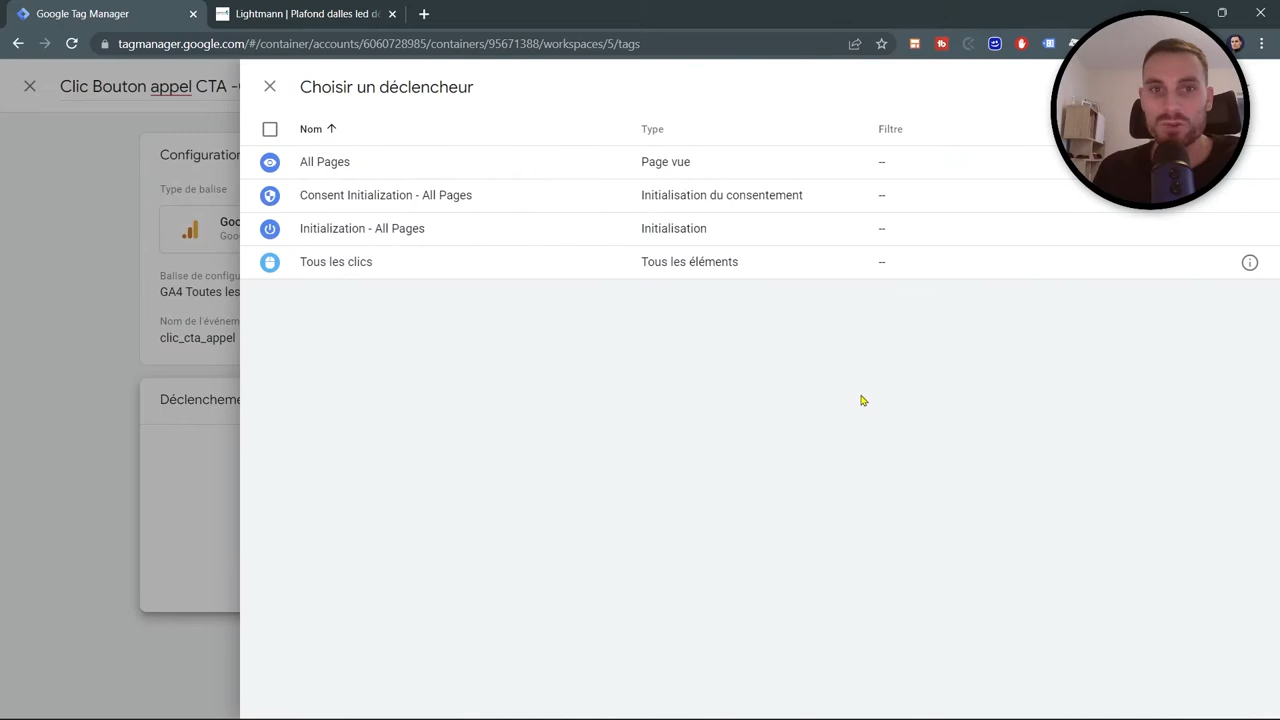 Google Tag Manager
Lightmann | Plafond dalles led d
tagmanager.google.com/#/container/accounts/6060728985/containers/95671388/workspaces/5/tags
Clic Bouton appel CTA -
Choisir un déclencheur
Nom Type Filtre
All Pages Page vue --
Consent Initialization - All Pages Initialisation du consentement --
Initialization - All Pages Initialisation --
Tous les clics Tous les éléments --
Configuration
Type de balise
Goo
Goo
Balise de configu
GA4 Toutes les
Nom de l'événem
clic_cta_appel
Déclencheme